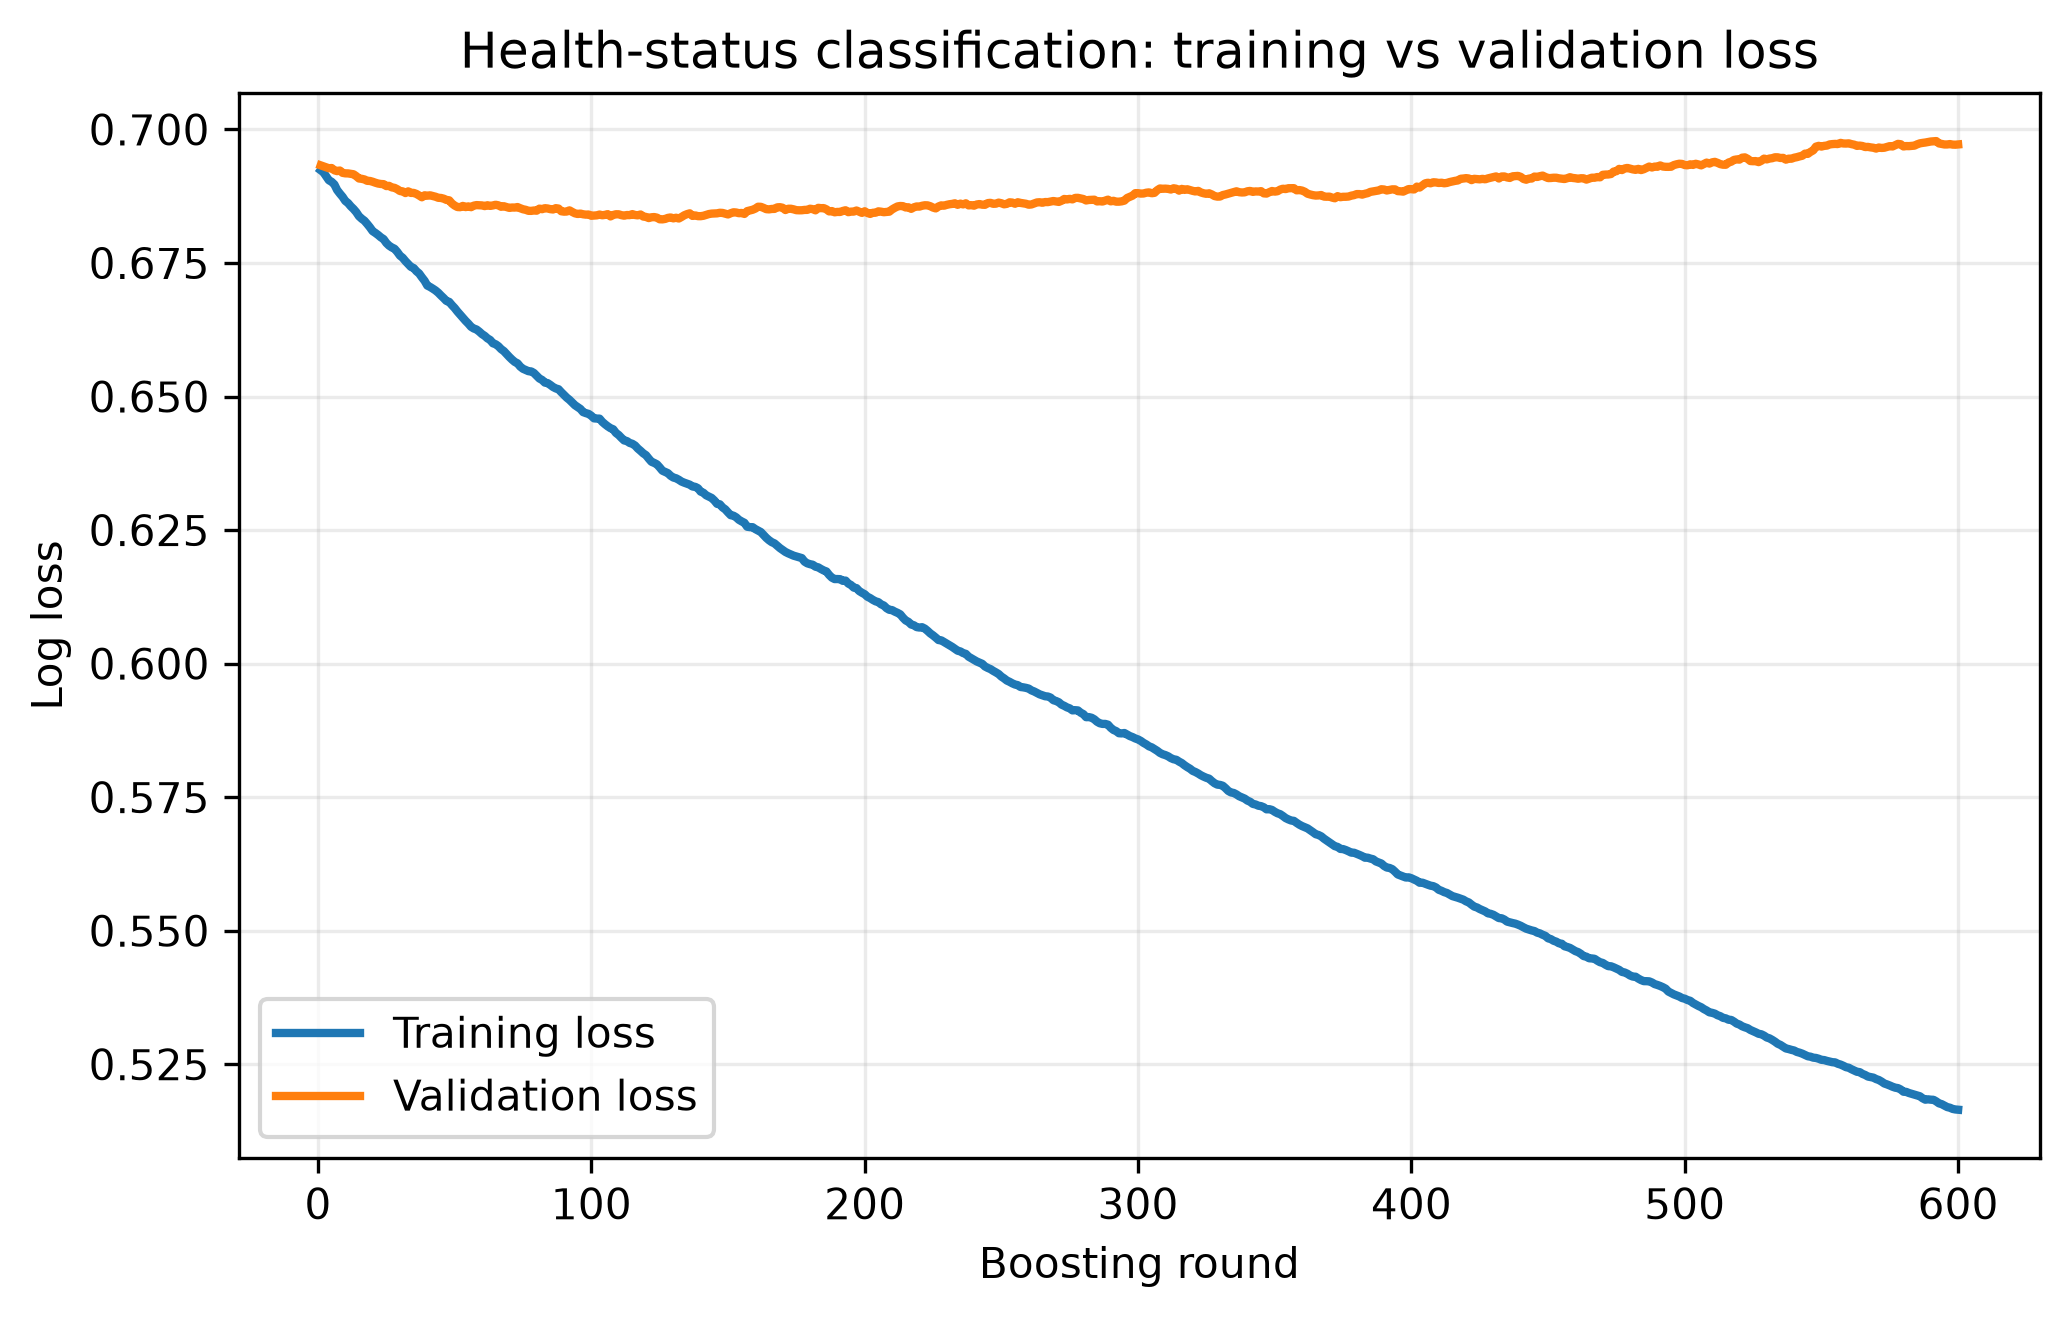 Health-status classification: training vs validation loss
0.700
0.675
0.650
0.625
0.600
0.575
0.550
0.525
Log loss
Training loss
Validation loss
0 100 200 300 400 500 600
Boosting round